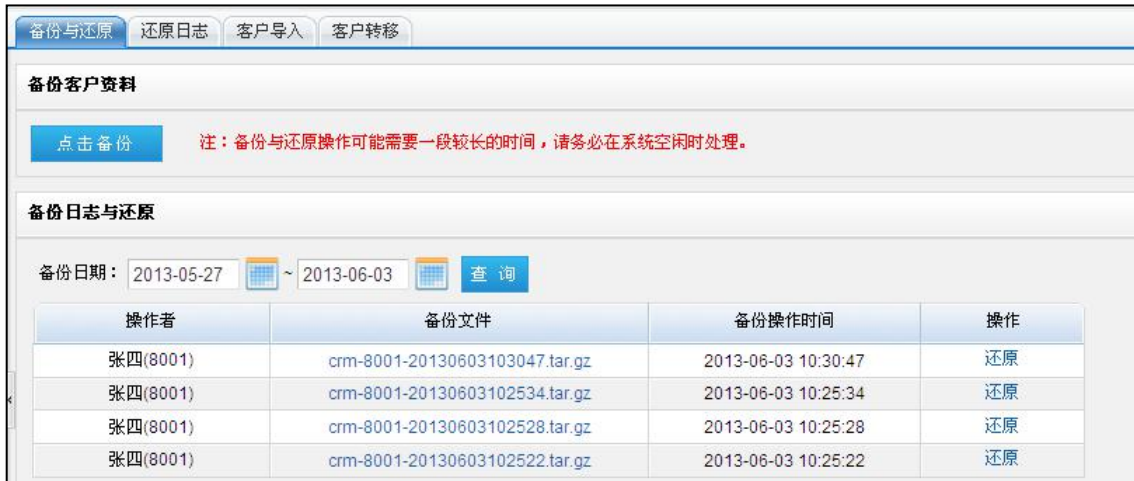 备份与还原 还原日志 客户导入 客户转移
备份客户资料
点击备份 注：备份与还原操作可能需要一段较长的时间，请务必在系统空闲时处理。
备份日志与还原
备份日期： 2013-05-27 ~ 2013-06-03 查 询
操作者 备份文件 备份操作时间 操作
张四(8001) crm-8001-20130603103047.tar.gz 2013-06-03 10:30:47 还原
张四(8001) crm-8001-20130603102534.tar.gz 2013-06-03 10:25:34 还原
张四(8001) crm-8001-20130603102528.tar.gz 2013-06-03 10:25:28 还原
张四(8001) crm-8001-20130603102522.tar.gz 2013-06-03 10:25:22 还原